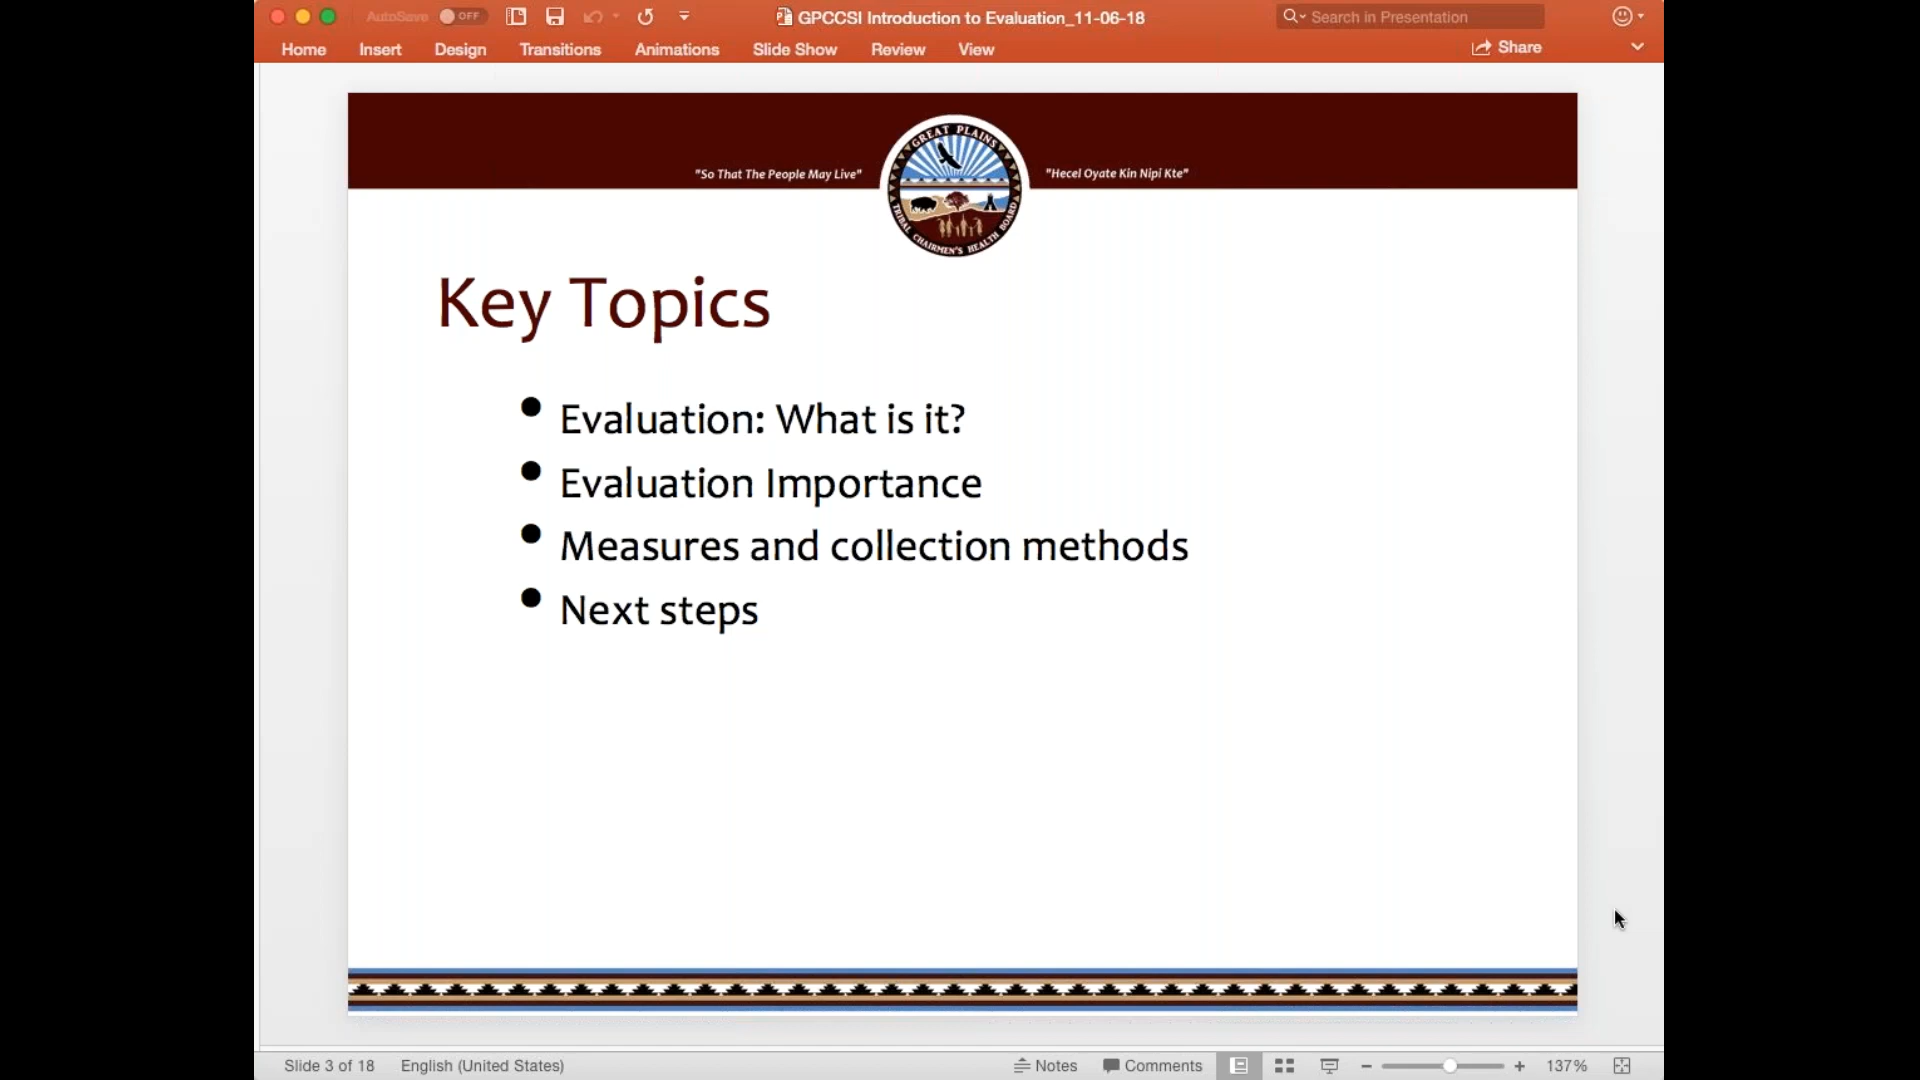 AutoSave OFF
GPCCSI Introduction to Evaluation_11-06-18
Search in Presentation
Home Insert Design Transitions Animations Slide Show Review View
Share
"So That The People May Live"
GREAT PLAINS
TRIBAL CHAIRMEN'S HEALTH BOARD
"Hecel Oyate Kin Nipi Kte"
Key Topics
• Evaluation: What is it?
• Evaluation Importance
• Measures and collection methods
• Next steps
Slide 3 of 18 English (United States) Notes Comments 137%